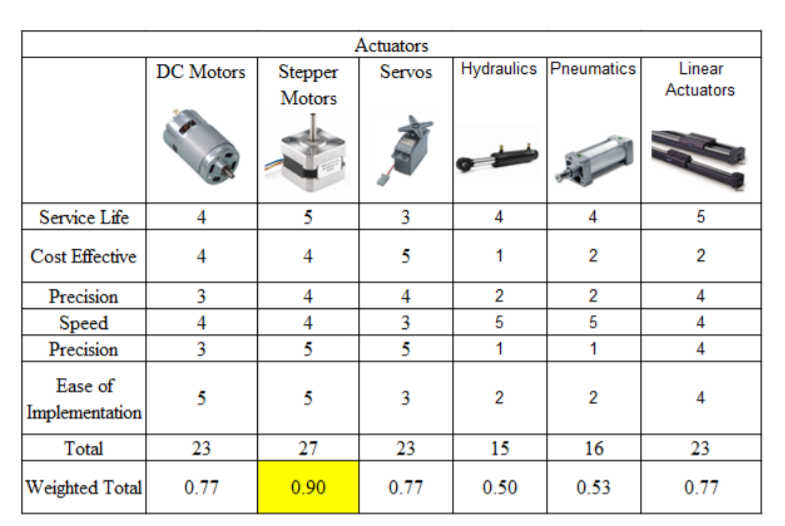 Actuators
DC Motors Stepper Motors Servos Hydraulics Pneumatics Linear Actuators
Service Life 4 5 3 4 4 5
Cost Effective 4 4 5 1 2 2
Precision 3 4 4 2 2 4
Speed 4 4 3 5 5 4
Precision 3 5 5 1 1 4
Ease of Implementation 5 5 3 2 2 4
Total 23 27 23 15 16 23
Weighted Total 0.77 0.90 0.77 0.50 0.53 0.77